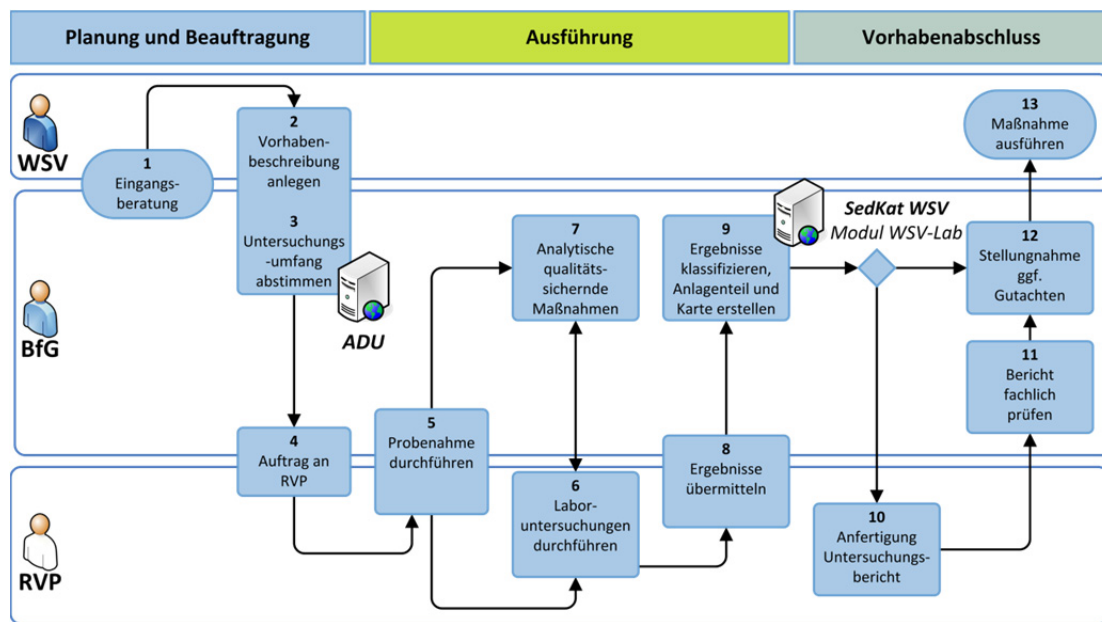 Planung und Beauftragung
Ausführung
Vorhabenabschluss
WSV
1
Eingangs-
beratung
2
Vorhaben-
beschreibung
anlegen
3
Untersuchungs
-umfang
abstimmen
ADU
BfG
4
Auftrag an
RVP
5
Probenahme
durchführen
7
Analytische
qualitäts-
sichernde
Maßnahmen
6
Labor-
untersuchungen
durchführen
8
Ergebnisse
übermitteln
9
Ergebnisse
klassifizieren,
Anlagenteil und
Karte erstellen
SedKat WSV
Modul WSV-Lab
10
Anfertigung
Untersuchungs-
bericht
11
Bericht
fachlich
prüfen
12
Stellungnahme
ggf.
Gutachten
13
Maßnahme
ausführen
RVP